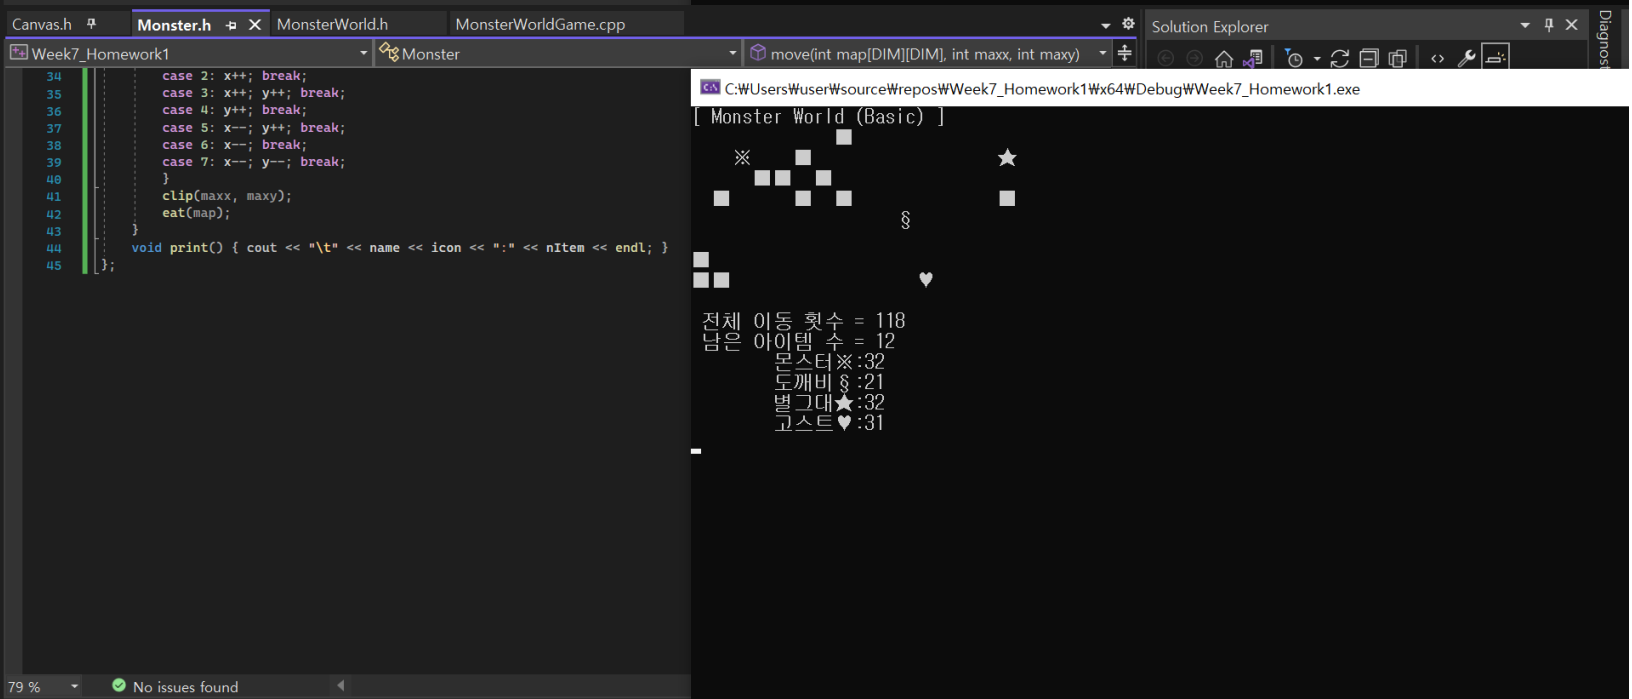 Canvas.h
Monster.h
MonsterWorld.h
MonsterWorldGame.cpp
Week7_Homework1
Monster
move(int map[DIM][DIM], int maxx, int maxy)
34 case 2: x++; break;
35 case 3: x++; y++; break;
36 case 4: y++; break;
37 case 5: x--; y++; break;
38 case 6: x--; break;
39 case 7: x--; y--; break;
40 }
41 clip(maxx, maxy);
42 eat(map);
43 }
44 void print() { cout << "\t" << name << icon << ":" << nItem << endl; }
45 };
79 %
No issues found
Solution Explorer
Diagnost
C:₩Users₩user₩source₩repos₩Week7_Homework1₩x64₩Debug₩Week7_Homework1.exe
[ Monster World (Basic) ]
■
※ ■ ★
■■ ■
■ ■ ■ ■
§
■
■■ ♥
전체 이동 횟수 = 118
남은 아이템 수 = 12
몬스터※:32
도깨비§:21
별그대★:32
고스트♥:31